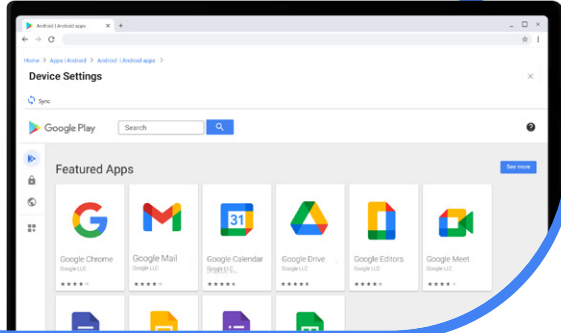 Android | Android apps
Home > Apps | Android > Android | Android apps >
Device Settings
Sync
Google Play
Search
Featured Apps
See more
31
Google Chrome
Google LLC
Google Mail
Google LLC
Google Calendar
Google LLC
Google Drive
Google LLC
Google Editors
Google LLC
Google Meet
Google LLC